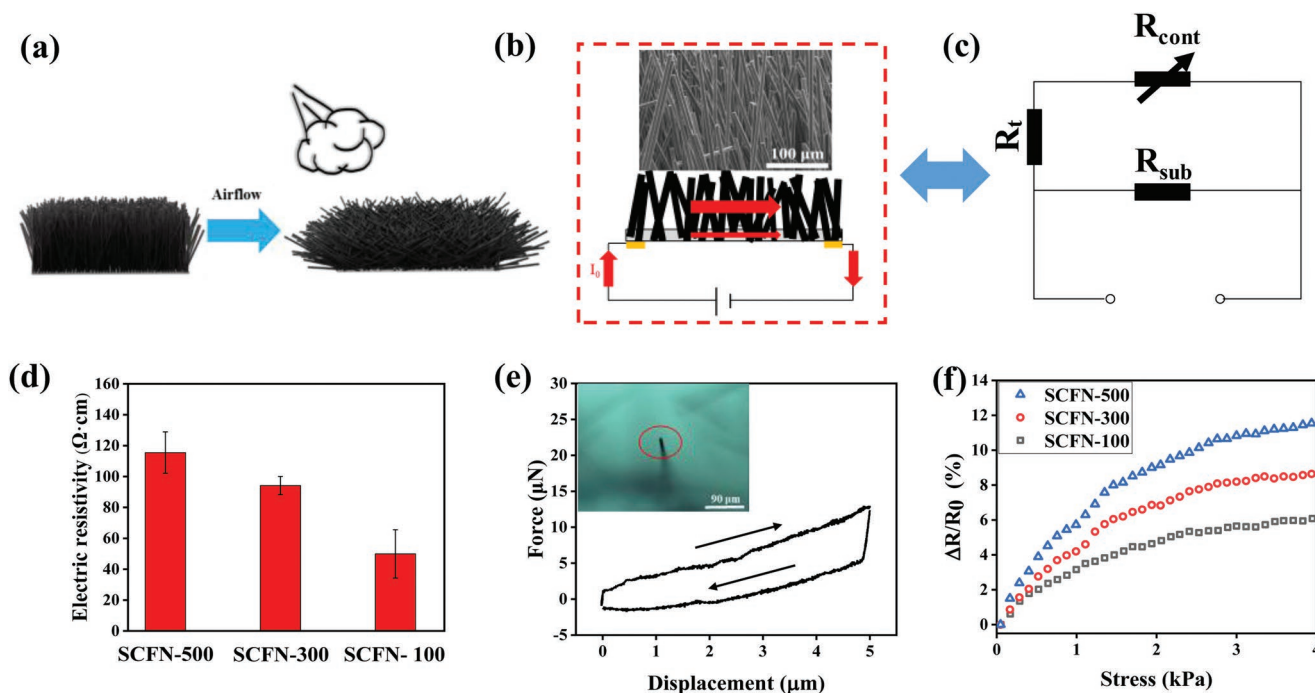 (a)
Airflow
(b)
100 μm
I0
(c)
Rcont
Rt
Rsub
(d)
Electric resistivity (Ω·cm)
160
140
120
100
80
60
40
20
0
SCFN-500
SCFN-300
SCFN- 100
(e)
Force (μN)
30
25
20
15
10
5
0
-5
90 μm
0
1
2
3
4
5
Displacement (μm)
(f)
ΔR/R0 (%)
14
12
10
8
6
4
2
0
SCFN-500
SCFN-300
SCFN-100
0
1
2
3
4
Stress (kPa)